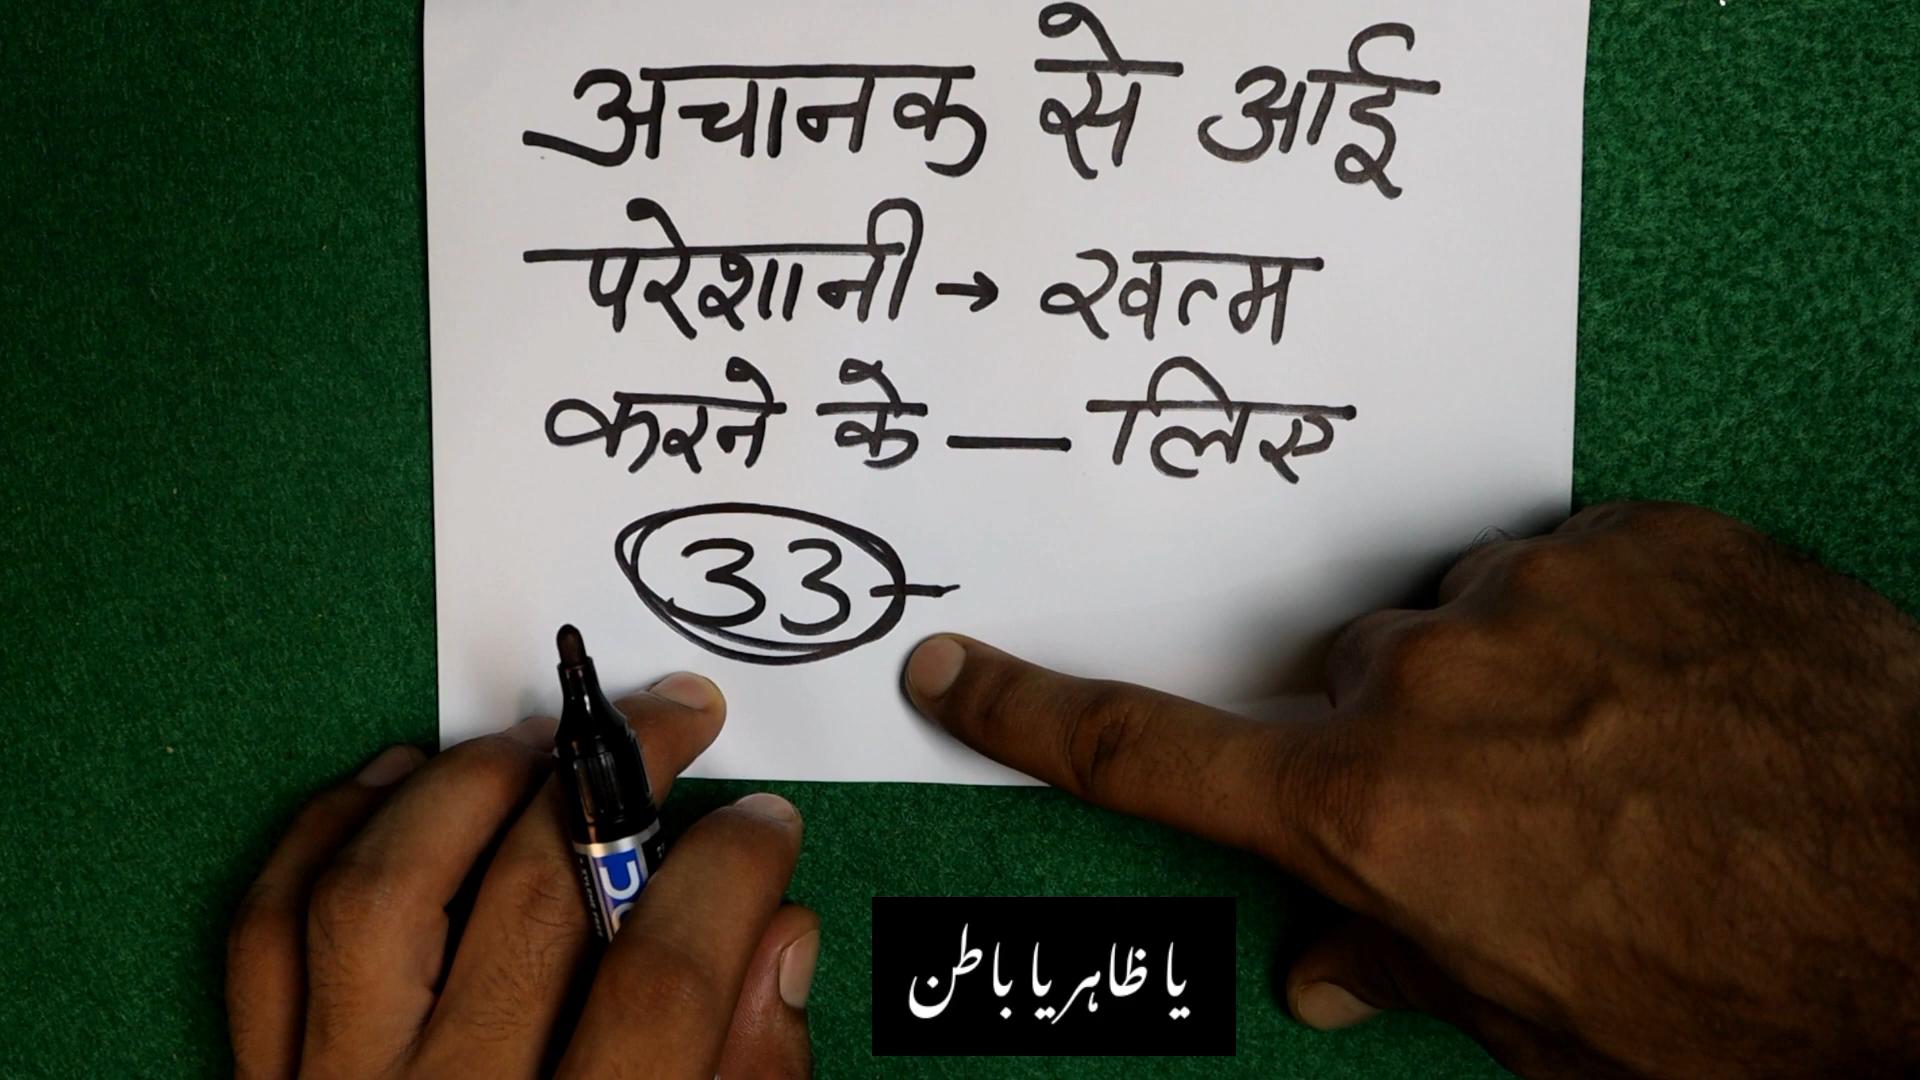 अचानक से आई
परेशानी → खत्म
करने के — लिए
33
یا ظاہر یا باطن